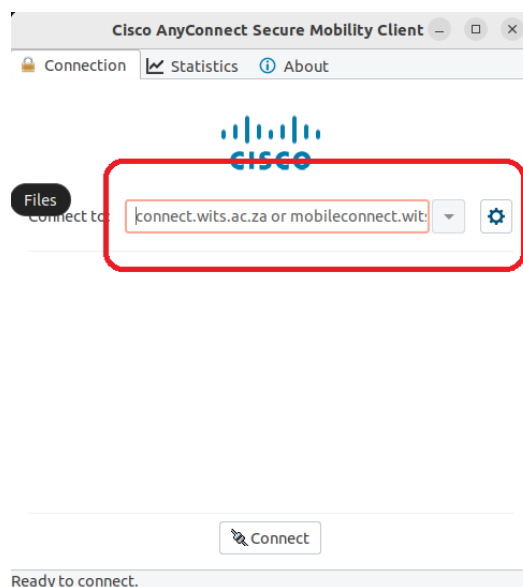 Cisco AnyConnect Secure Mobility Client
Connection Statistics About
CISCO
Files
Connect to: connect.wits.ac.za or mobileconnect.wit
Connect
Ready to connect.